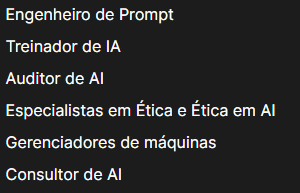 Engenheiro de Prompt
Treinador de IA
Auditor de AI
Especialistas em Ética e Ética em AI
Gerenciadores de máquinas
Consultor de AI